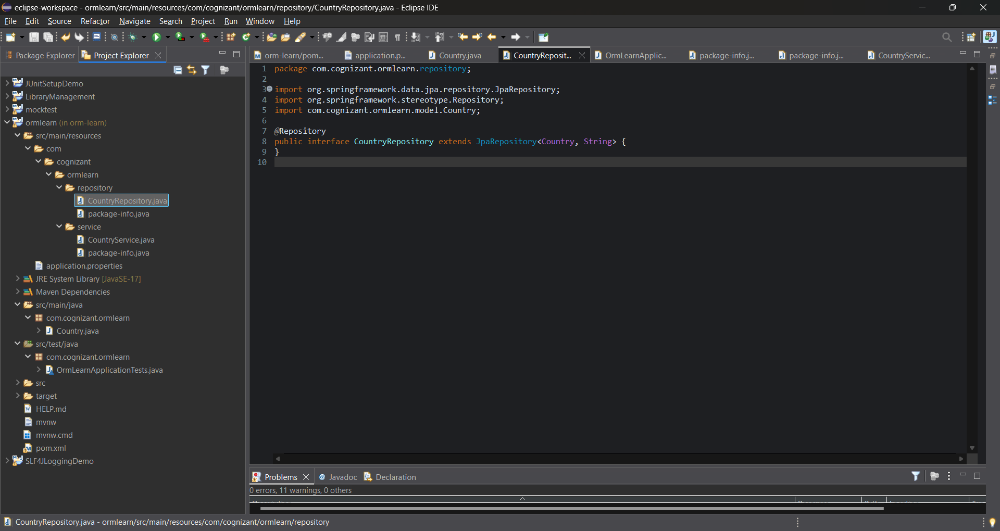 eclipse-workspace - ormlearn/src/main/resources/com/cognizant/ormlearn/repository/CountryRepository.java - Eclipse IDE
File Edit Source Refactor Navigate Search Project Run Window Help
Package Explorer
Project Explorer
JUnitSetupDemo
LibraryManagement
mocktest
ormlearn (in orm-learn)
src/main/resources
com
cognizant
ormlearn
repository
CountryRepository.java
package-info.java
service
CountryService.java
package-info.java
application.properties
JRE System Library [JavaSE-17]
Maven Dependencies
src/main/java
com.cognizant.ormlearn
Country.java
src/test/java
com.cognizant.ormlearn
OrmLearnApplicationTests.java
src
target
HELP.md
mvnw
mvnw.cmd
pom.xml
SLF4JLoggingDemo
orm-learn/pom...
application.p...
Country.java
CountryReposit...
OrmLearnApplic...
package-info.j...
package-info.j...
CountryServic...
1 package com.cognizant.ormlearn.repository;
2
3 import org.springframework.data.jpa.repository.JpaRepository;
4 import org.springframework.stereotype.Repository;
5 import com.cognizant.ormlearn.model.Country;
6
7 @Repository
8 public interface CountryRepository extends JpaRepository<Country, String> {
9 }
10
Problems
Javadoc
Declaration
0 errors, 11 warnings, 0 others
CountryRepository.java - ormlearn/src/main/resources/com/cognizant/ormlearn/repository